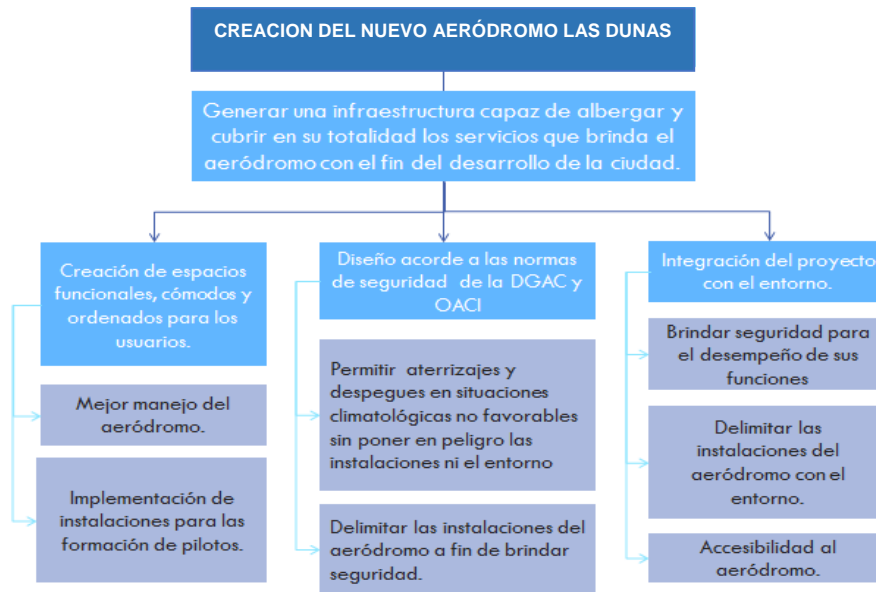 CREACION DEL NUEVO AERÓDROMO LAS DUNAS
Generar una infraestructura capaz de albergar y
cubrir en su totalidad los servicios que brinda el
aeródromo con el fin del desarrollo de la ciudad.
Creación de espacios
funcionales, cómodos y
ordenados para los
usuarios.
Mejor manejo del
aeródromo.
Implementación de
instalaciones para las
formación de pilotos.
Diseño acorde a las normas
de seguridad de la DGAC y
OACI
Permitir aterrizajes y
despegues en situaciones
climatológicas no favorables
sin poner en peligro las
instalaciones ni el entorno
Delimitar las instalaciones del
aeródromo a fin de brindar
seguridad.
Integración del proyecto
con el entorno.
Brindar seguridad para
el desempeño de sus
funciones
Delimitar las
instalaciones del
aeródromo con el
entorno.
Accesibilidad al
aeródromo.